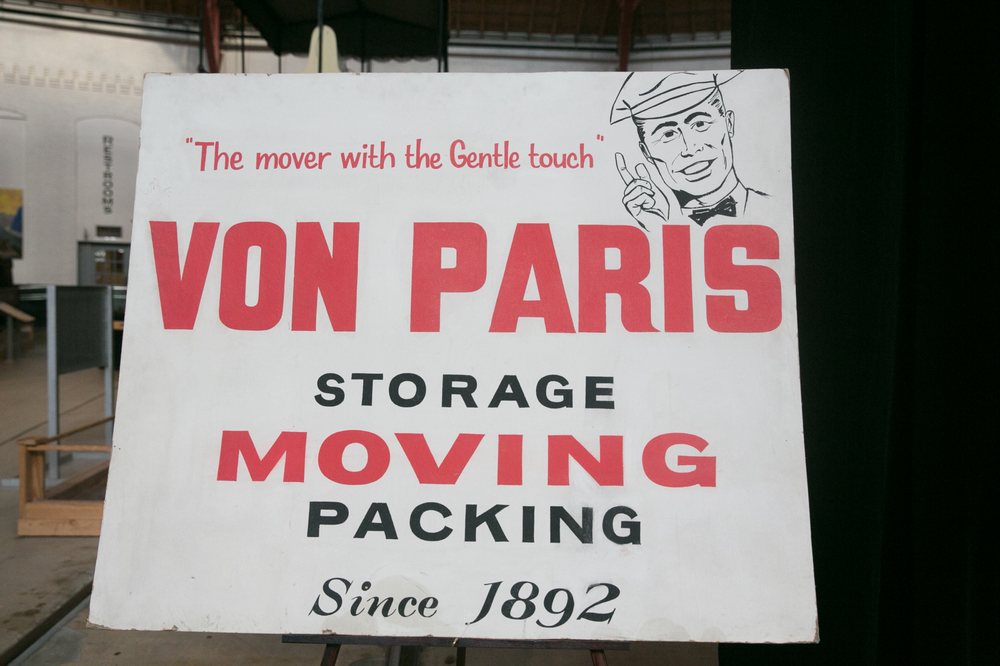 "The mover with the Gentle touch"
VON PARIS
STORAGE
MOVING
PACKING
Since 1892
RESTROOMS